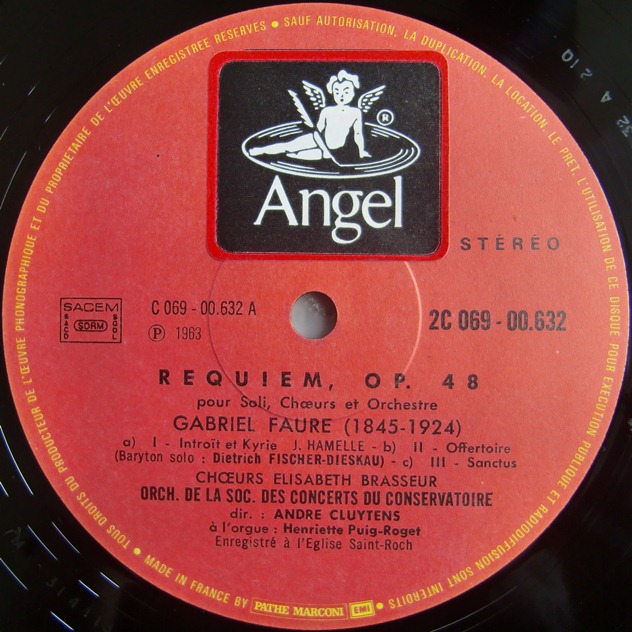 TOUS DROITS DU PRODUCTEUR DE L'ŒUVRE PHONOGRAPHIQUE ET DU PROPRIETAIRE DE L'ŒUVRE ENREGISTREE RESERVES • SAUF AUTORISATION, LA DUPLICATION, LA LOCATION, LE PRET, L'UTILISATION DE CE DISQUE POUR EXECUTION PUBLIQUE ET RADIODIFFUSION SONT INTERDITS •
®
Angel
STÉRÉO
SACEM
SACD
SDRM
SGDL
C 069 - 00.632 A
Ⓟ 1963
2C 069 - 00.632
REQUIEM, OP. 48
pour Soli, Chœurs et Orchestre
GABRIEL FAURE (1845-1924)
a) I - Introït et Kyrie J. HAMELLE - b) II - Offertoire
(Baryton solo : Dietrich FISCHER-DIESKAU) - c) III - Sanctus
CHŒURS ELISABETH BRASSEUR
ORCH. DE LA SOC. DES CONCERTS DU CONSERVATOIRE
dir. : ANDRE CLUYTENS
à l'orgue : Henriette Puig-Roget
Enregistré à l'Eglise Saint-Roch
• MADE IN FRANCE BY PATHE MARCONI EMI